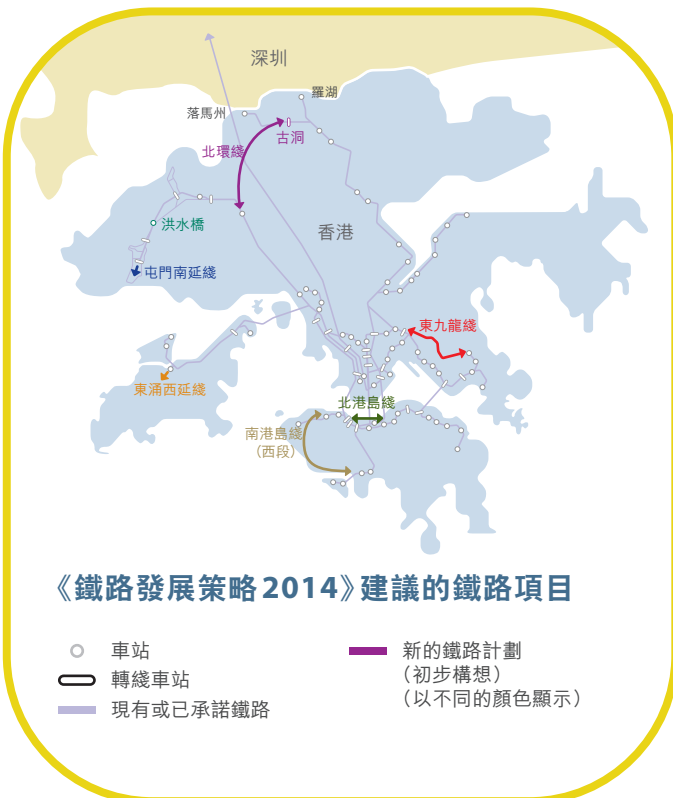 深圳
羅湖
落馬州
古洞
北環綫
洪水橋
香港
屯門南延綫
東九龍綫
東涌西延綫
北港島綫
南港島綫
（西段）
《鐵路發展策略2014》建議的鐵路項目
車站
轉綫車站
現有或已承諾鐵路
新的鐵路計劃
（初步構想）
（以不同的顏色顯示）